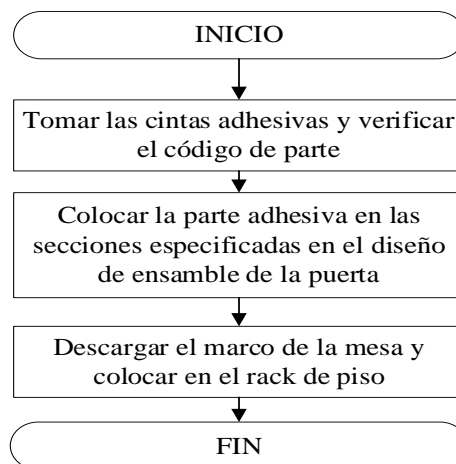 INICIO
Tomar las cintas adhesivas y verificar
el código de parte
Colocar la parte adhesiva en las
secciones especificadas en el diseño
de ensamble de la puerta
Descargar el marco de la mesa y
colocar en el rack de piso
FIN